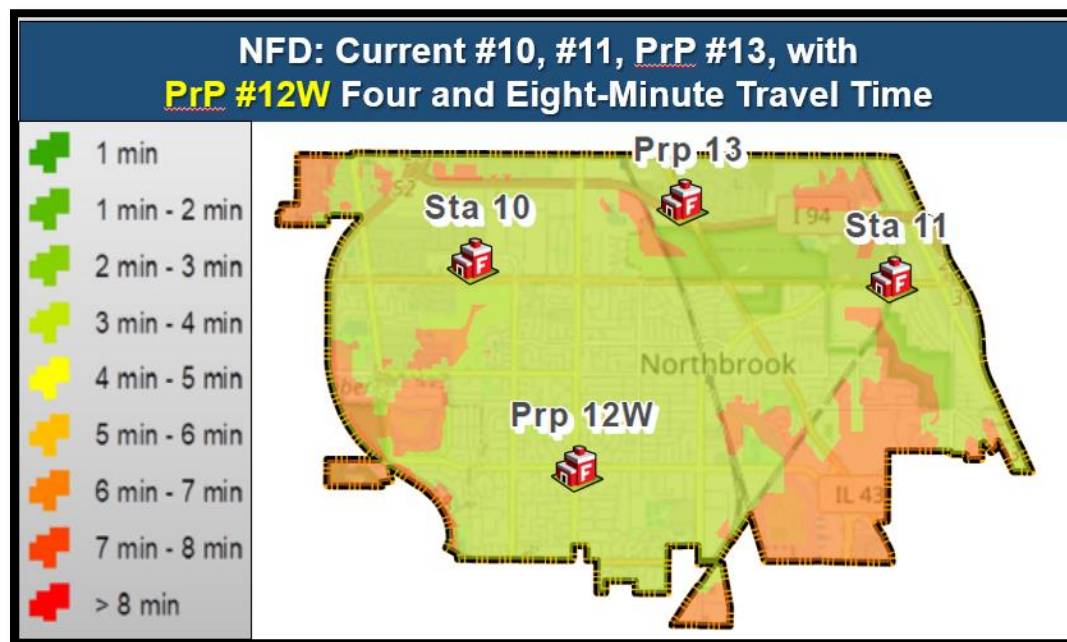 NFD: Current #10, #11, PrP #13, with
PrP #12W Four and Eight-Minute Travel Time
1 min
1 min - 2 min
2 min - 3 min
3 min - 4 min
4 min - 5 min
5 min - 6 min
6 min - 7 min
7 min - 8 min
> 8 min
Prp 13
52
Sta 10
I 94
Sta 11
Northbrook
Prp 12W
IL 43